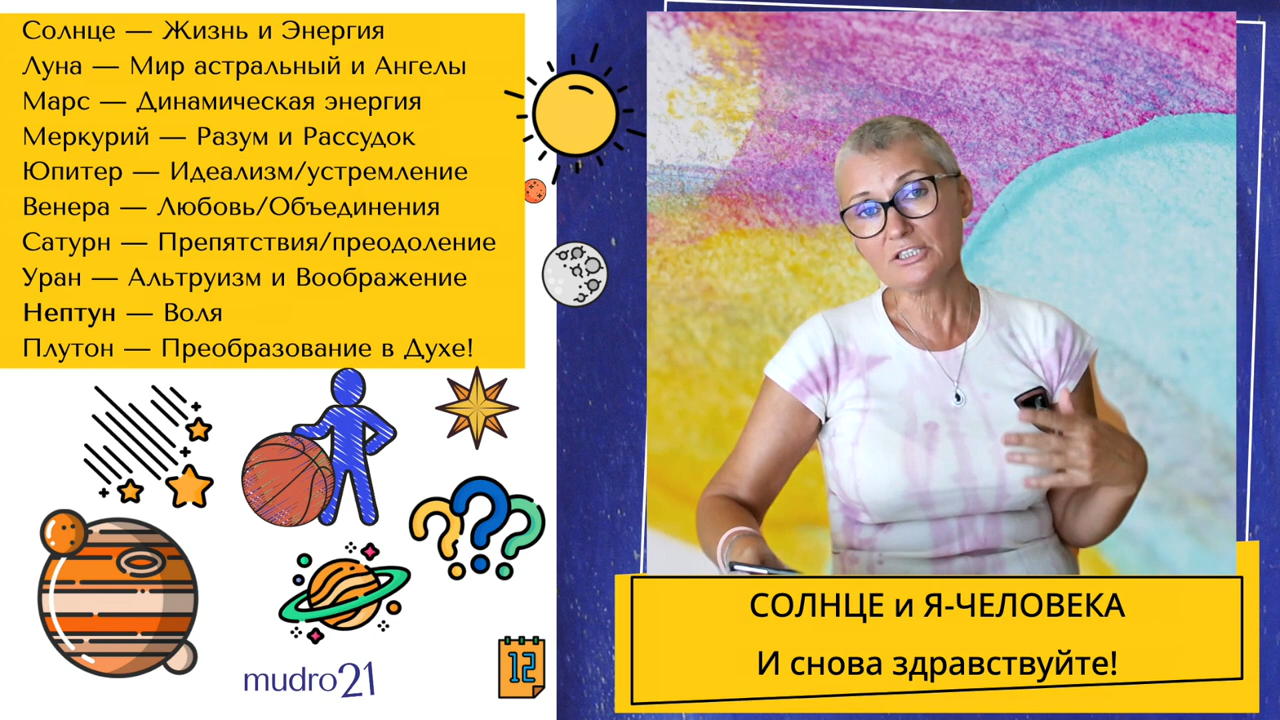 Солнце — Жизнь и Энергия
Луна — Мир астральный и Ангелы
Марс — Динамическая энергия
Меркурий — Разум и Рассудок
Юпитер — Идеализм/устремление
Венера — Любовь/Объединения
Сатурн — Препятствия/преодоление
Уран — Альтруизм и Воображение
Нептун — Воля
Плутон — Преобразование в Духе!
mudro21
12
СОЛНЦЕ и Я-ЧЕЛОВЕКА
И снова здравствуйте!